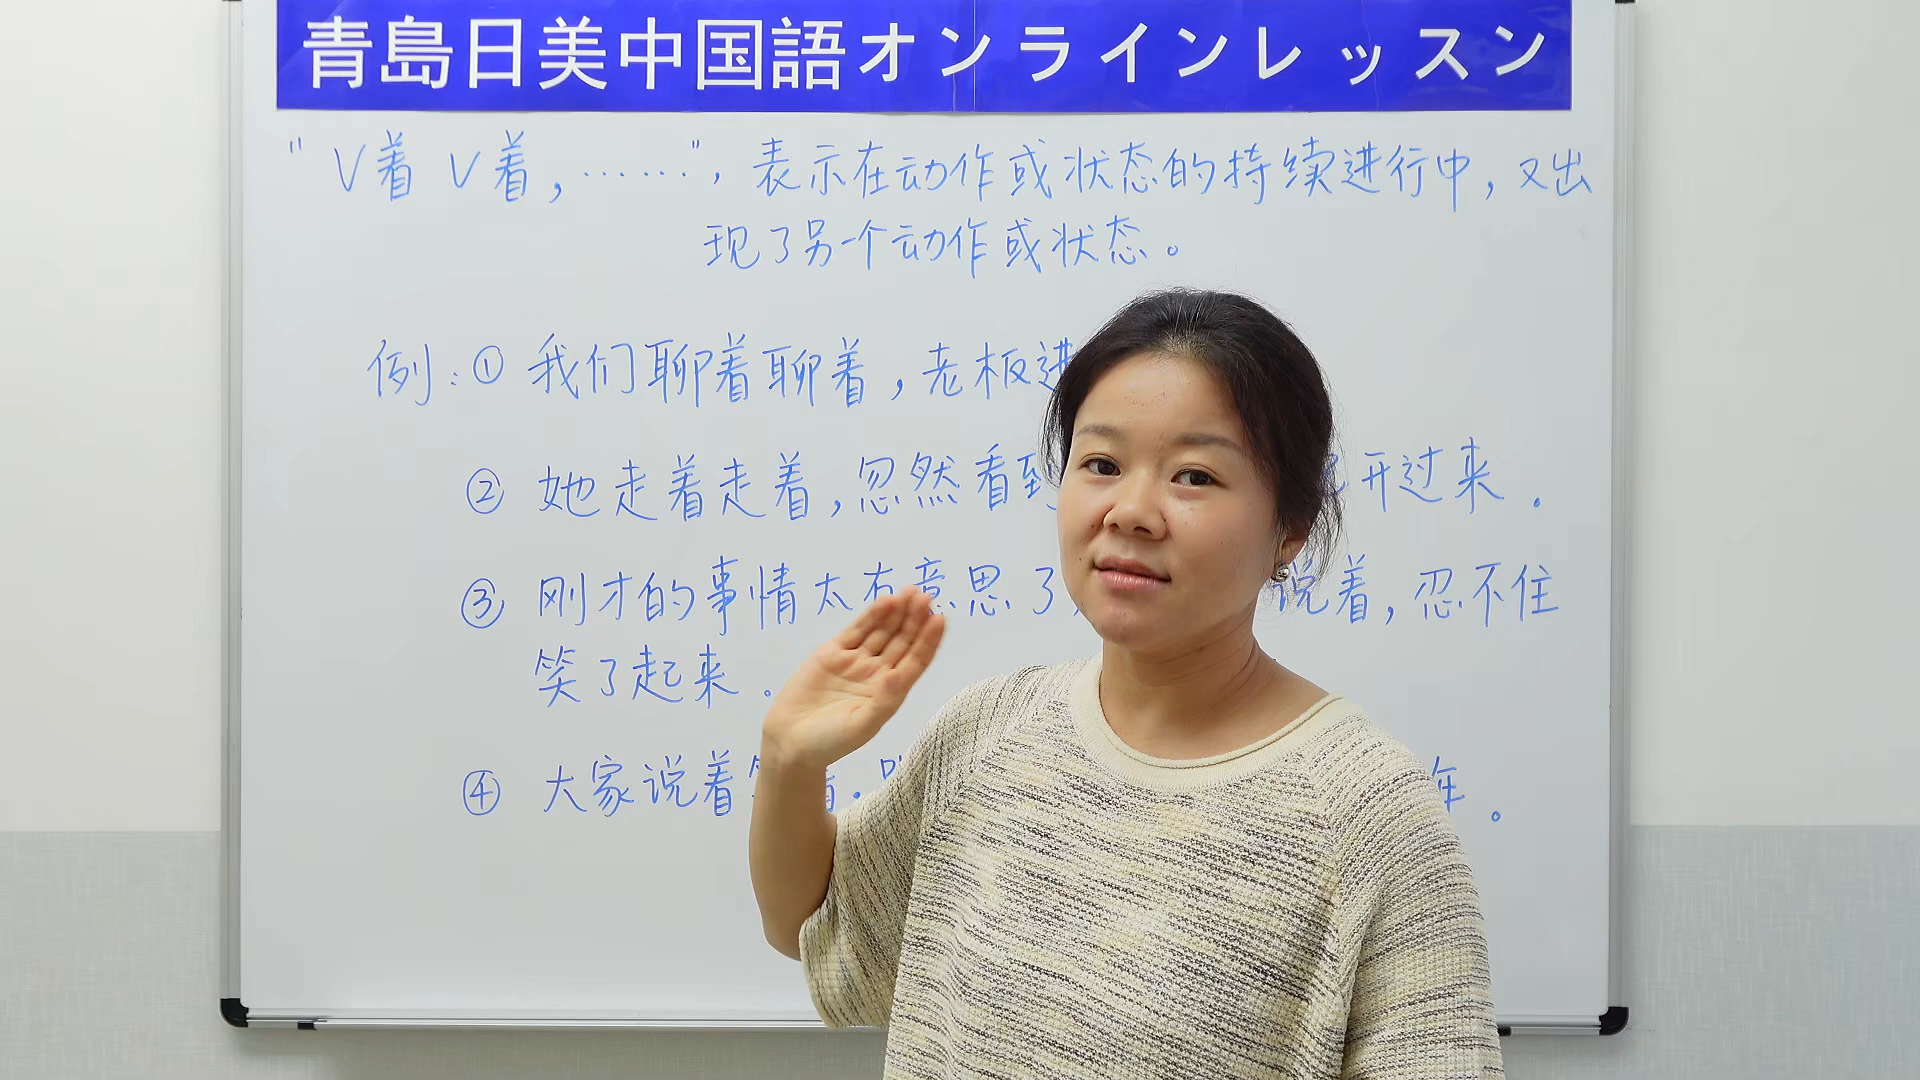 青島日美中国語オンラインレッスン
"V着 V着，……"，表示在动作或状态的持续进行中，又出
现了另一个动作或状态。
例：① 我们聊着聊着，老板进
② 她走着走着，忽然看到 开过来．
③ 刚才的事情太有意思了， 说着，忍不住
笑了起来．
④ 大家说着 着． 年。